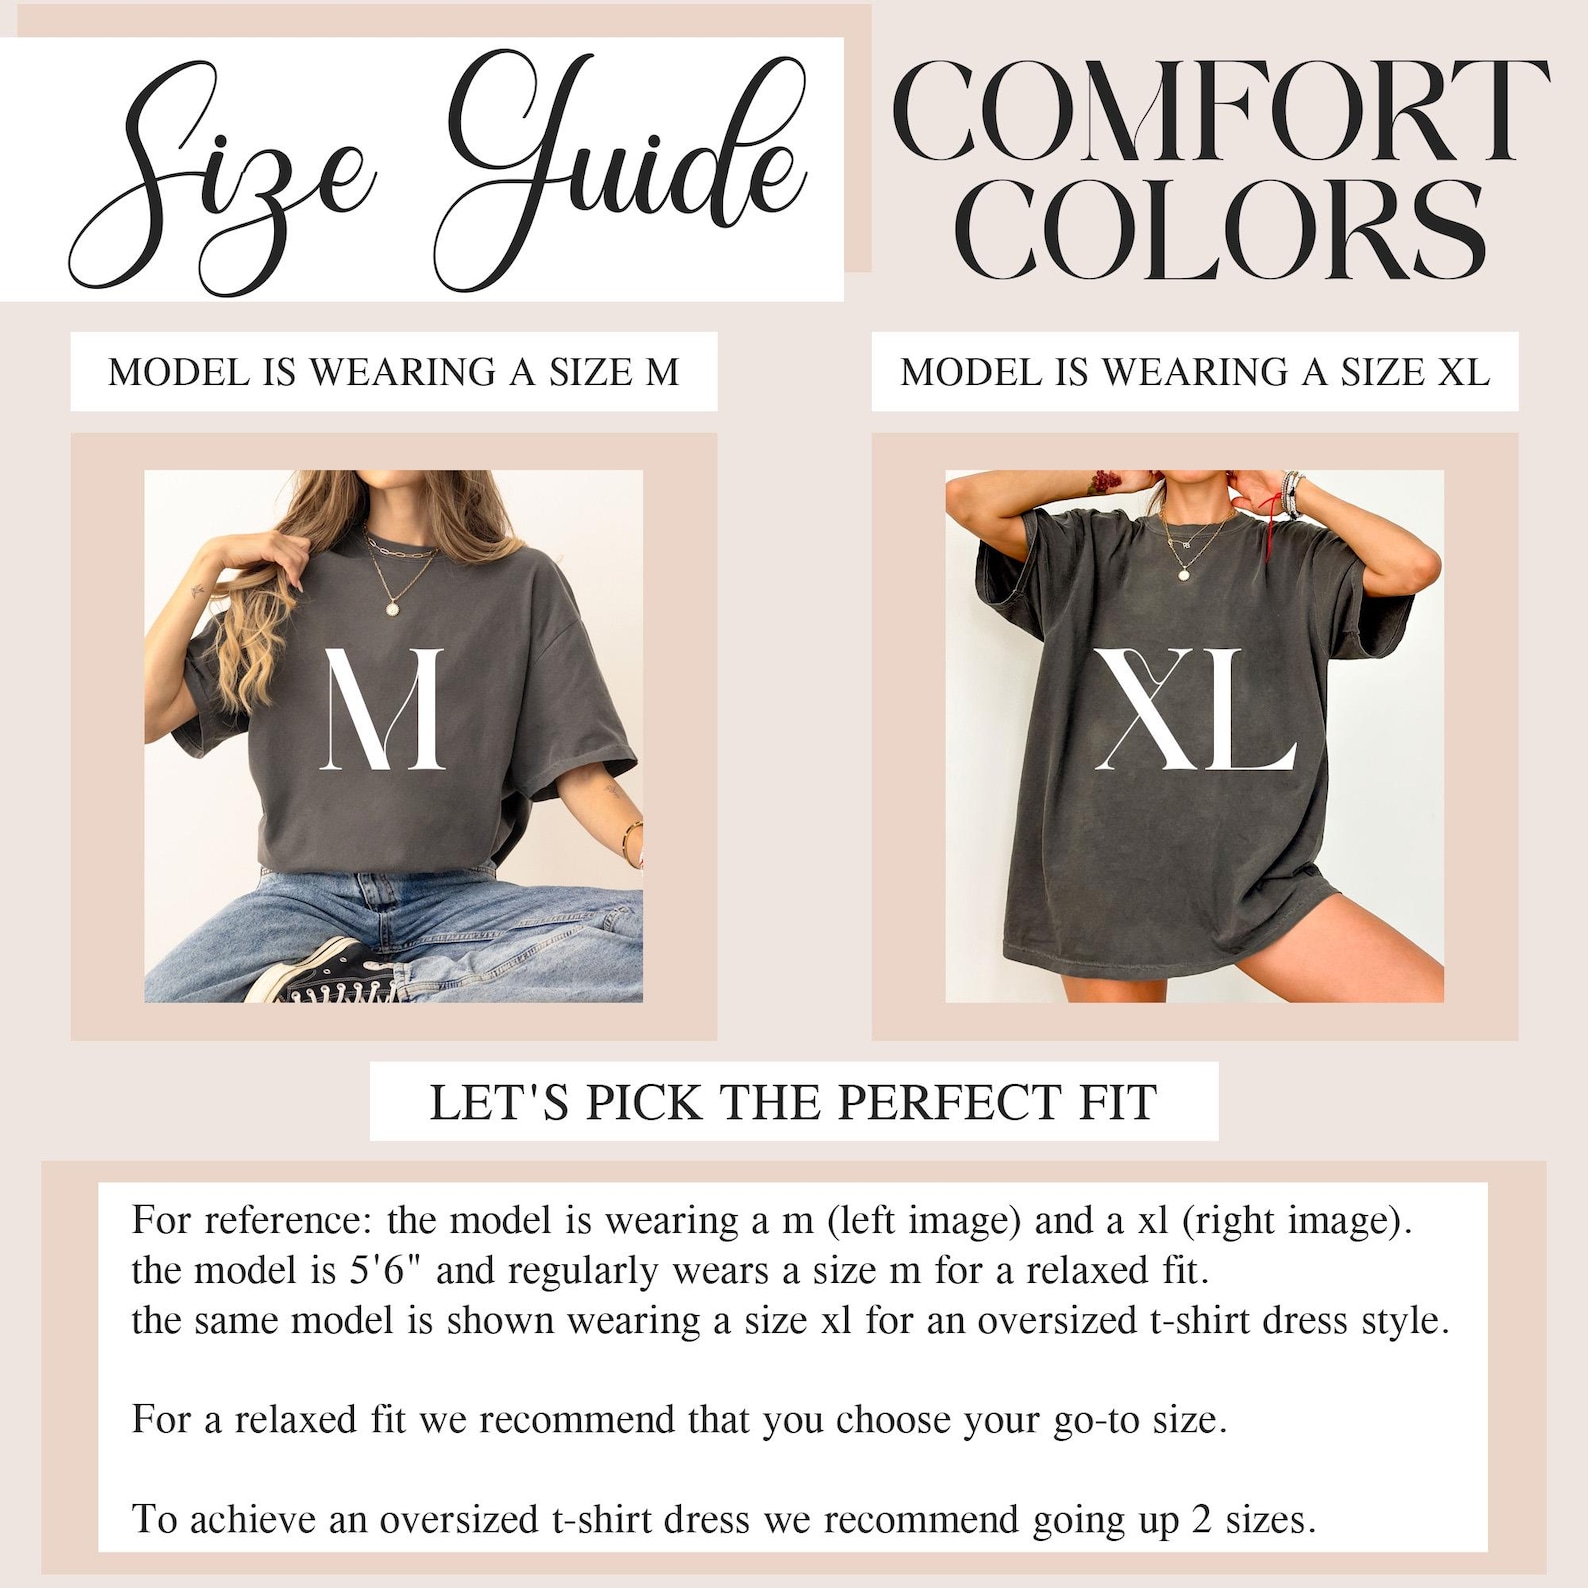 Size Guide
COMFORT
COLORS
MODEL IS WEARING A SIZE M
MODEL IS WEARING A SIZE XL
M
XL
LET'S PICK THE PERFECT FIT
For reference: the model is wearing a m (left image) and a xl (right image).
the model is 5'6" and regularly wears a size m for a relaxed fit.
the same model is shown wearing a size xl for an oversized t-shirt dress style.
For a relaxed fit we recommend that you choose your go-to size.
To achieve an oversized t-shirt dress we recommend going up 2 sizes.